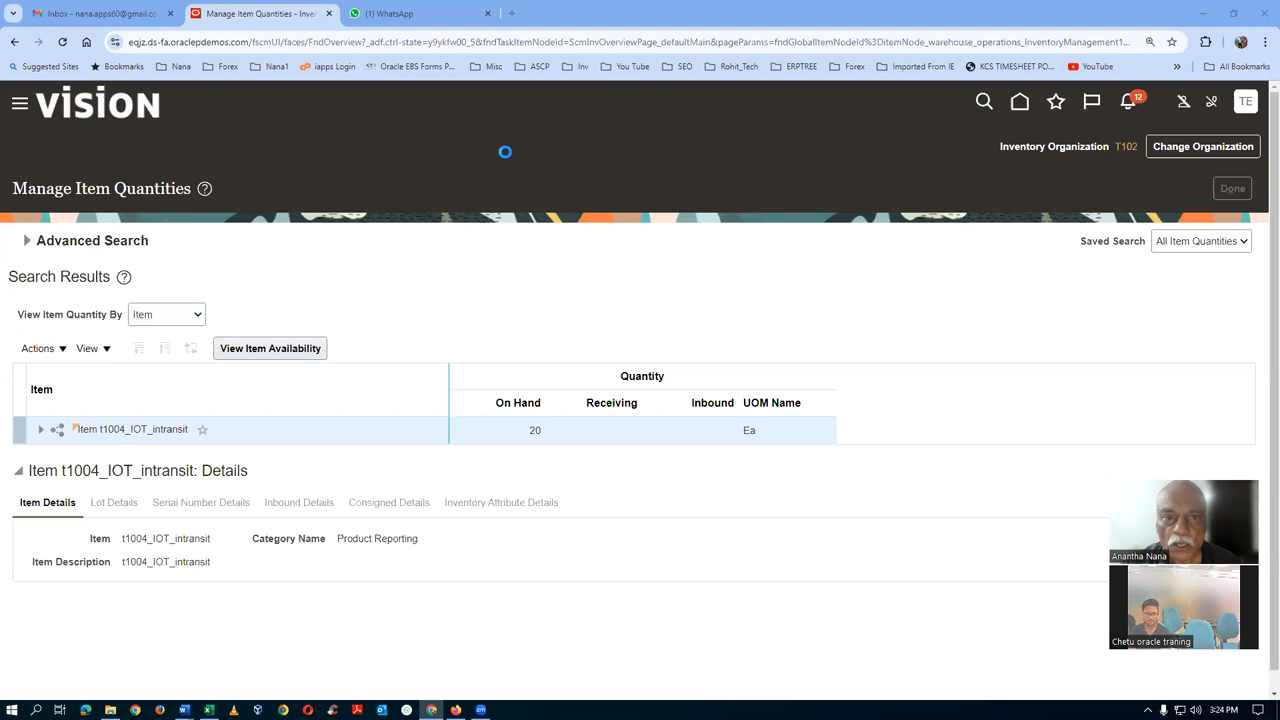 Inbox - nana.apps60@gmail.co
Manage Item Quantities - Inve
(1) WhatsApp
eqjz.ds-fa.oraclepdemos.com/fscmUI/faces/FndOverview?_adf.ctrl-state=y9ykfw00_5&fndTaskItemNodeId=ScmInvOverviewPage_defaultMain&pageParams=fndGlobalItemNodeId%3DitemNode_warehouse_operations_InventoryManagement1...
Suggested Sites
Bookmarks
Nana
Forex
Nana1
iapps Login
Oracle EBS Forms P...
Misc
ASCP
Inv
You Tube
SEO
Rohit_Tech
ERPTREE
Forex
Imported From IE
KCS TIMESHEET PO...
YouTube
»
All Bookmarks
VISION
12
TE
Inventory Organization T102
Change Organization
Manage Item Quantities
Done
Advanced Search
Saved Search All Item Quantities
Search Results
View Item Quantity By Item
Actions View View Item Availability
Item
Quantity
On Hand Receiving Inbound UOM Name
Item t1004_IOT_intransit 20 Ea
Item t1004_IOT_intransit: Details
Item Details Lot Details Serial Number Details Inbound Details Consigned Details Inventory Attribute Details
Item t1004_IOT_intransit Category Name Product Reporting
Item Description t1004_IOT_intransit
Anantha Nana
Chetu oracle traning
3:24 PM